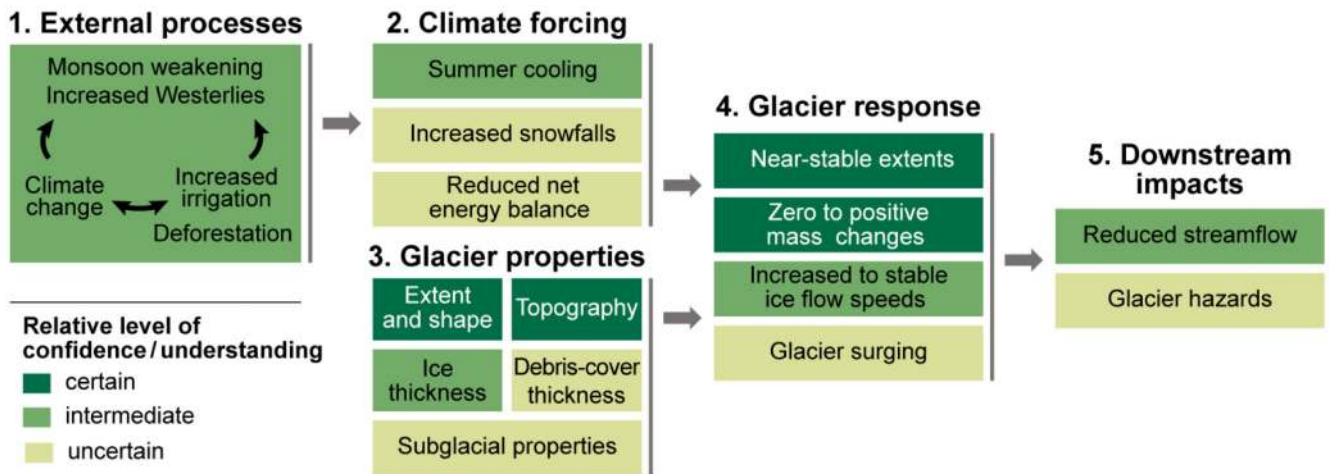 1. External processes
Monsoon weakening
Increased Westerlies
Climate
change
Increased
irrigation
Deforestation
Relative level of
confidence/understanding
certain
intermediate
uncertain
2. Climate forcing
Summer cooling
Increased snowfalls
Reduced net
energy balance
3. Glacier properties
Extent
and shape
Topography
Ice
thickness
Debris-cover
thickness
Subglacial properties
4. Glacier response
Near-stable extents
Zero to positive
mass changes
Increased to stable
ice flow speeds
Glacier surging
5. Downstream
impacts
Reduced streamflow
Glacier hazards